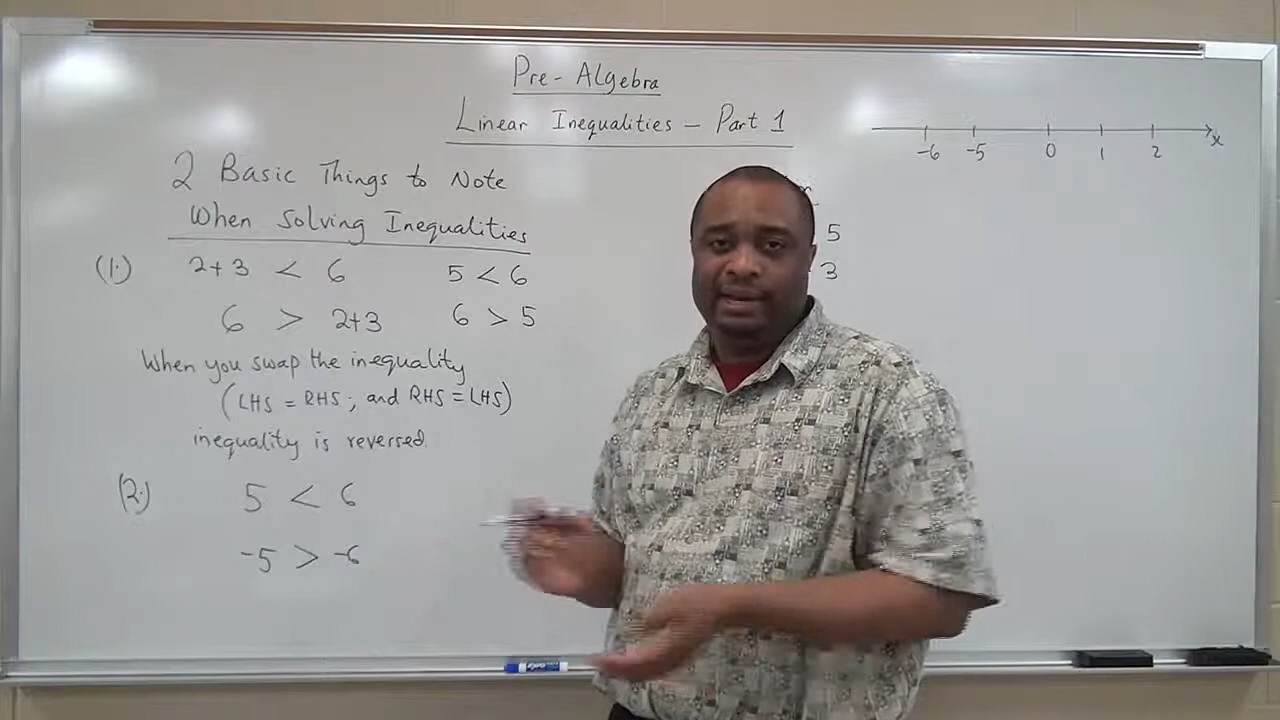 Pre-Algebra
Linear Inequalities - Part 1
2 Basic Things to Note
When Solving Inequalities
(1.) 2+3 < 6 5 < 6
6 > 2+3 6 > 5
When you swap the inequality
(LHS = RHS; and RHS = LHS)
inequality is reversed.
(2.) 5 < 6
-5 > -6
-6 -5 0 1 2 x
5
3